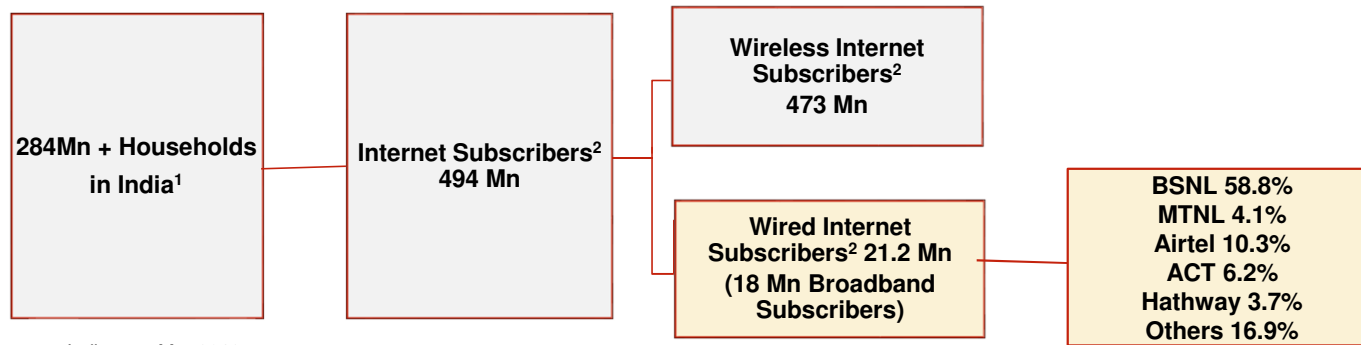 284Mn + Households
in India¹
Internet Subscribers²
494 Mn
Wireless Internet
Subscribers²
473 Mn
Wired Internet
Subscribers² 21.2 Mn
(18 Mn Broadband
Subscribers)
BSNL 58.8%
MTNL 4.1%
Airtel 10.3%
ACT 6.2%
Hathway 3.7%
Others 16.9%